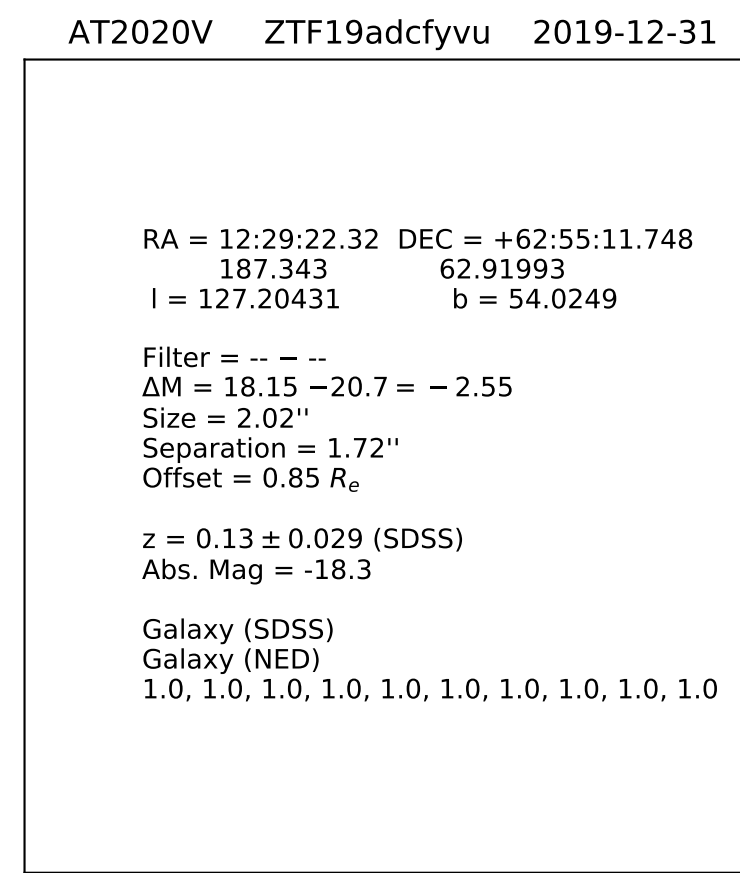 AT2020V ZTF19adcfyvu 2019-12-31
RA = 12:29:22.32 DEC = +62:55:11.748
187.343 62.91993
l = 127.20431 b = 54.0249
Filter = -- − --
ΔM = 18.15 −20.7 = −2.55
Size = 2.02''
Separation = 1.72''
Offset = 0.85 Re
z = 0.13 ± 0.029 (SDSS)
Abs. Mag = -18.3
Galaxy (SDSS)
Galaxy (NED)
1.0, 1.0, 1.0, 1.0, 1.0, 1.0, 1.0, 1.0, 1.0, 1.0